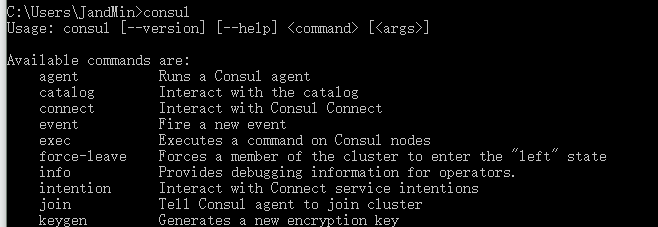 C:\Users\JandMin>consul
Usage: consul [--version] [--help] <command> [<args>]
Available commands are:
agent Runs a Consul agent
catalog Interact with the catalog
connect Interact with Consul Connect
event Fire a new event
exec Executes a command on Consul nodes
force-leave Forces a member of the cluster to enter the "left" state
info Provides debugging information for operators.
intention Interact with Connect service intentions
join Tell Consul agent to join cluster
keygen Generates a new encryption key